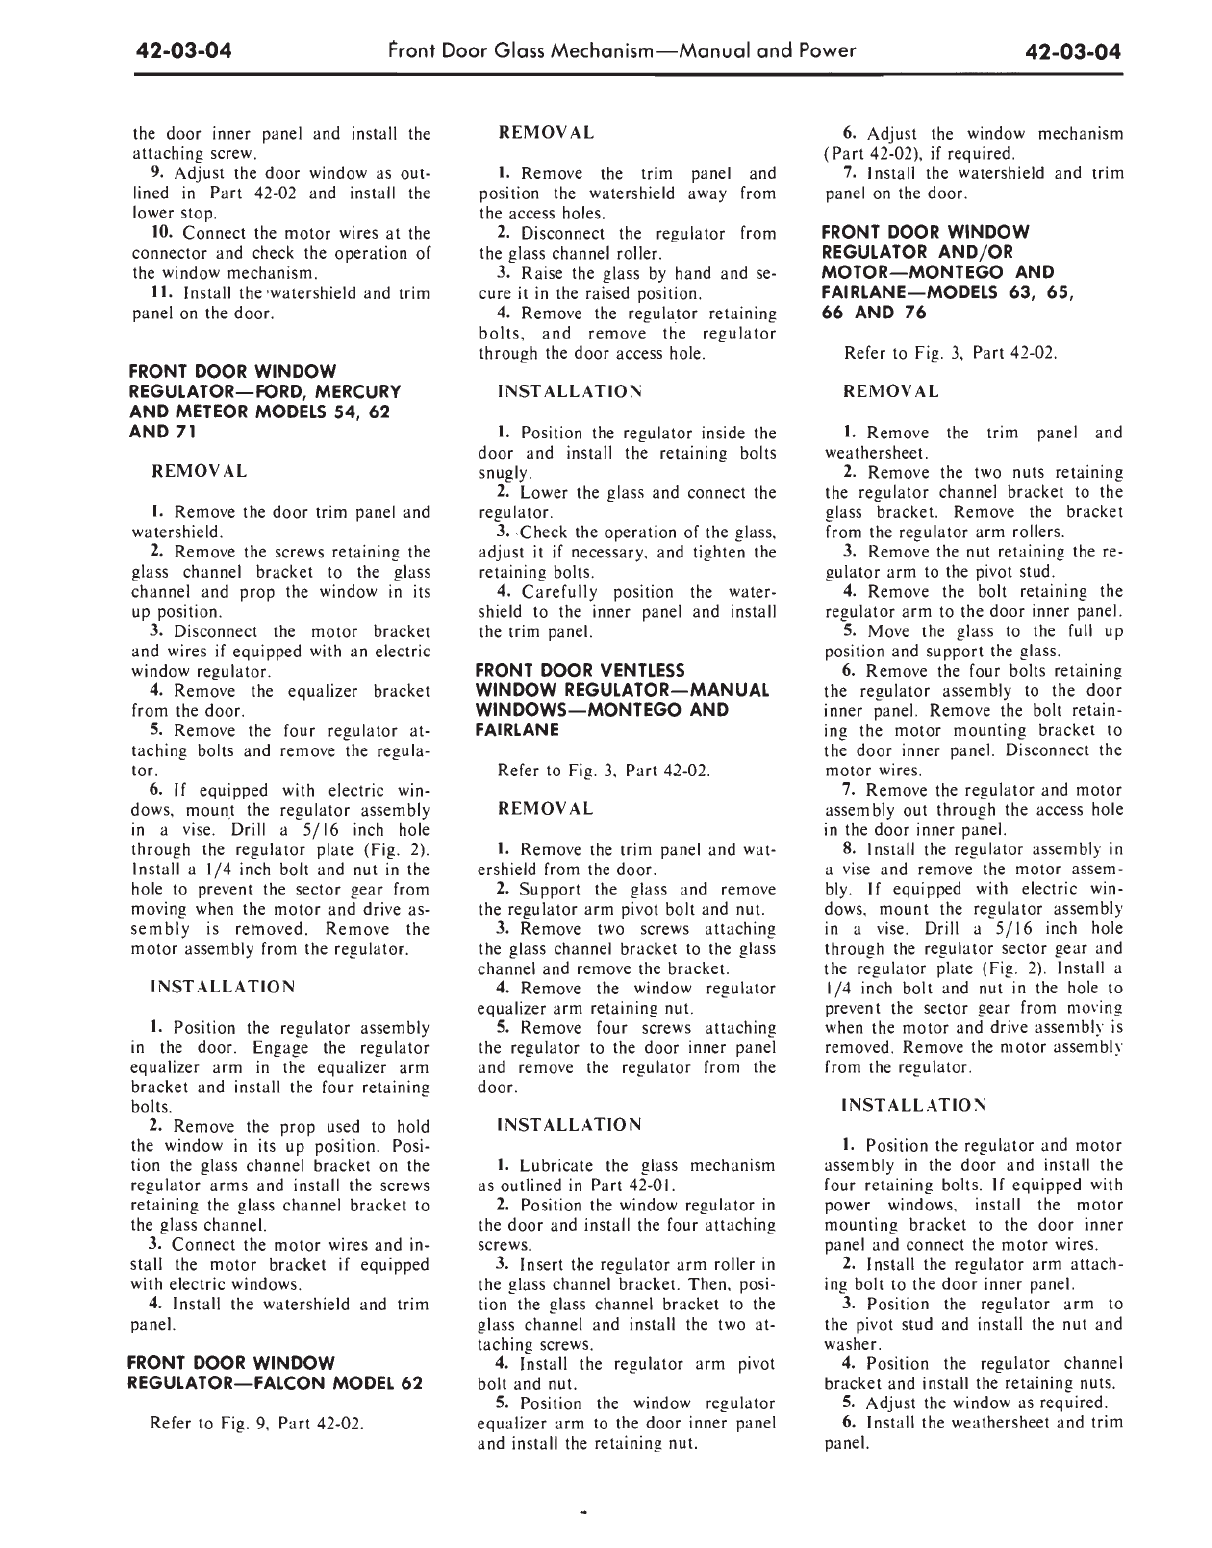 42-03-04 Front Door Glass Mechanism—Manual and Power 42-03-04
the door inner panel and install the
attaching screw.
9. Adjust the door window as out-
lined in Part 42-02 and install the
lower stop.
10. Connect the motor wires at the
connector and check the operation of
the window mechanism.
11. Install the watershield and trim
panel on the door.
FRONT DOOR WINDOW
REGULATOR—FORD, MERCURY
AND METEOR MODELS 54, 62
AND 71
REMOVAL
1. Remove the door trim panel and
watershield.
2. Remove the screws retaining the
glass channel bracket to the glass
channel and prop the window in its
up position.
3. Disconnect the motor bracket
and wires if equipped with an electric
window regulator.
4. Remove the equalizer bracket
from the door.
5. Remove the four regulator at-
taching bolts and remove the regula-
tor.
6. If equipped with electric win-
dows, mount the regulator assembly
in a vise. Drill a 5/16 inch hole
through the regulator plate (Fig. 2).
Install a 1/4 inch bolt and nut in the
hole to prevent the sector gear from
moving when the motor and drive as-
sembly is removed. Remove the
motor assembly from the regulator.
INSTALLATION
1. Position the regulator assembly
in the door. Engage the regulator
equalizer arm in the equalizer arm
bracket and install the four retaining
bolts.
2. Remove the prop used to hold
the window in its up position. Posi-
tion the glass channel bracket on the
regulator arms and install the screws
retaining the glass channel bracket to
the glass channel.
3. Connect the motor wires and in-
stall the motor bracket if equipped
with electric windows.
4. Install the watershield and trim
panel.
FRONT DOOR WINDOW
REGULATOR—FALCON MODEL 62
Refer to Fig. 9, Part 42-02.
REMOVAL
1. Remove the trim panel and
position the watershield away from
the access holes.
2. Disconnect the regulator from
the glass channel roller.
3. Raise the glass by hand and se-
cure it in the raised position.
4. Remove the regulator retaining
bolts, and remove the regulator
through the door access hole.
INSTALLATION
1. Position the regulator inside the
door and install the retaining bolts
snugly.
2. Lower the glass and connect the
regulator.
3. Check the operation of the glass,
adjust it if necessary, and tighten the
retaining bolts.
4. Carefully position the water-
shield to the inner panel and install
the trim panel.
FRONT DOOR VENTLESS
WINDOW REGULATOR—MANUAL
WINDOWS—MONTEGO AND
FAIRLANE
Refer to Fig. 3, Part 42-02.
REMOVAL
1. Remove the trim panel and wat-
ershield from the door.
2. Support the glass and remove
the regulator arm pivot bolt and nut.
3. Remove two screws attaching
the glass channel bracket to the glass
channel and remove the bracket.
4. Remove the window regulator
equalizer arm retaining nut.
5. Remove four screws attaching
the regulator to the door inner panel
and remove the regulator from the
door.
INSTALLATION
1. Lubricate the glass mechanism
as outlined in Part 42-01.
2. Position the window regulator in
the door and install the four attaching
screws.
3. Insert the regulator arm roller in
the glass channel bracket. Then, posi-
tion the glass channel bracket to the
glass channel and install the two at-
taching screws.
4. Install the regulator arm pivot
bolt and nut.
5. Position the window regulator
equalizer arm to the door inner panel
and install the retaining nut.
6. Adjust the window mechanism
(Part 42-02), if required.
7. Install the watershield and trim
panel on the door.
FRONT DOOR WINDOW
REGULATOR AND/OR
MOTOR—MONTEGO AND
FAIRLANE—MODELS 63, 65,
66 AND 76
Refer to Fig. 3, Part 42-02.
REMOVAL
1. Remove the trim panel and
weathersheet.
2. Remove the two nuts retaining
the regulator channel bracket to the
glass bracket. Remove the bracket
from the regulator arm rollers.
3. Remove the nut retaining the re-
gulator arm to the pivot stud.
4. Remove the bolt retaining the
regulator arm to the door inner panel.
5. Move the glass to the full up
position and support the glass.
6. Remove the four bolts retaining
the regulator assembly to the door
inner panel. Remove the bolt retain-
ing the motor mounting bracket to
the door inner panel. Disconnect the
motor wires.
7. Remove the regulator and motor
assembly out through the access hole
in the door inner panel.
8. Install the regulator assembly in
a vise and remove the motor assem-
bly. If equipped with electric win-
dows, mount the regulator assembly
in a vise. Drill a 5/16 inch hole
through the regulator sector gear and
the regulator plate (Fig. 2). Install a
1/4 inch bolt and nut in the hole to
prevent the sector gear from moving
when the motor and drive assembly is
removed. Remove the motor assembly
from the regulator.
INSTALLATION
1. Position the regulator and motor
assembly in the door and install the
four retaining bolts. If equipped with
power windows, install the motor
mounting bracket to the door inner
panel and connect the motor wires.
2. Install the regulator arm attach-
ing bolt to the door inner panel.
3. Position the regulator arm to
the pivot stud and install the nut and
washer.
4. Position the regulator channel
bracket and install the retaining nuts.
5. Adjust the window as required.
6. Install the weathersheet and trim
panel.